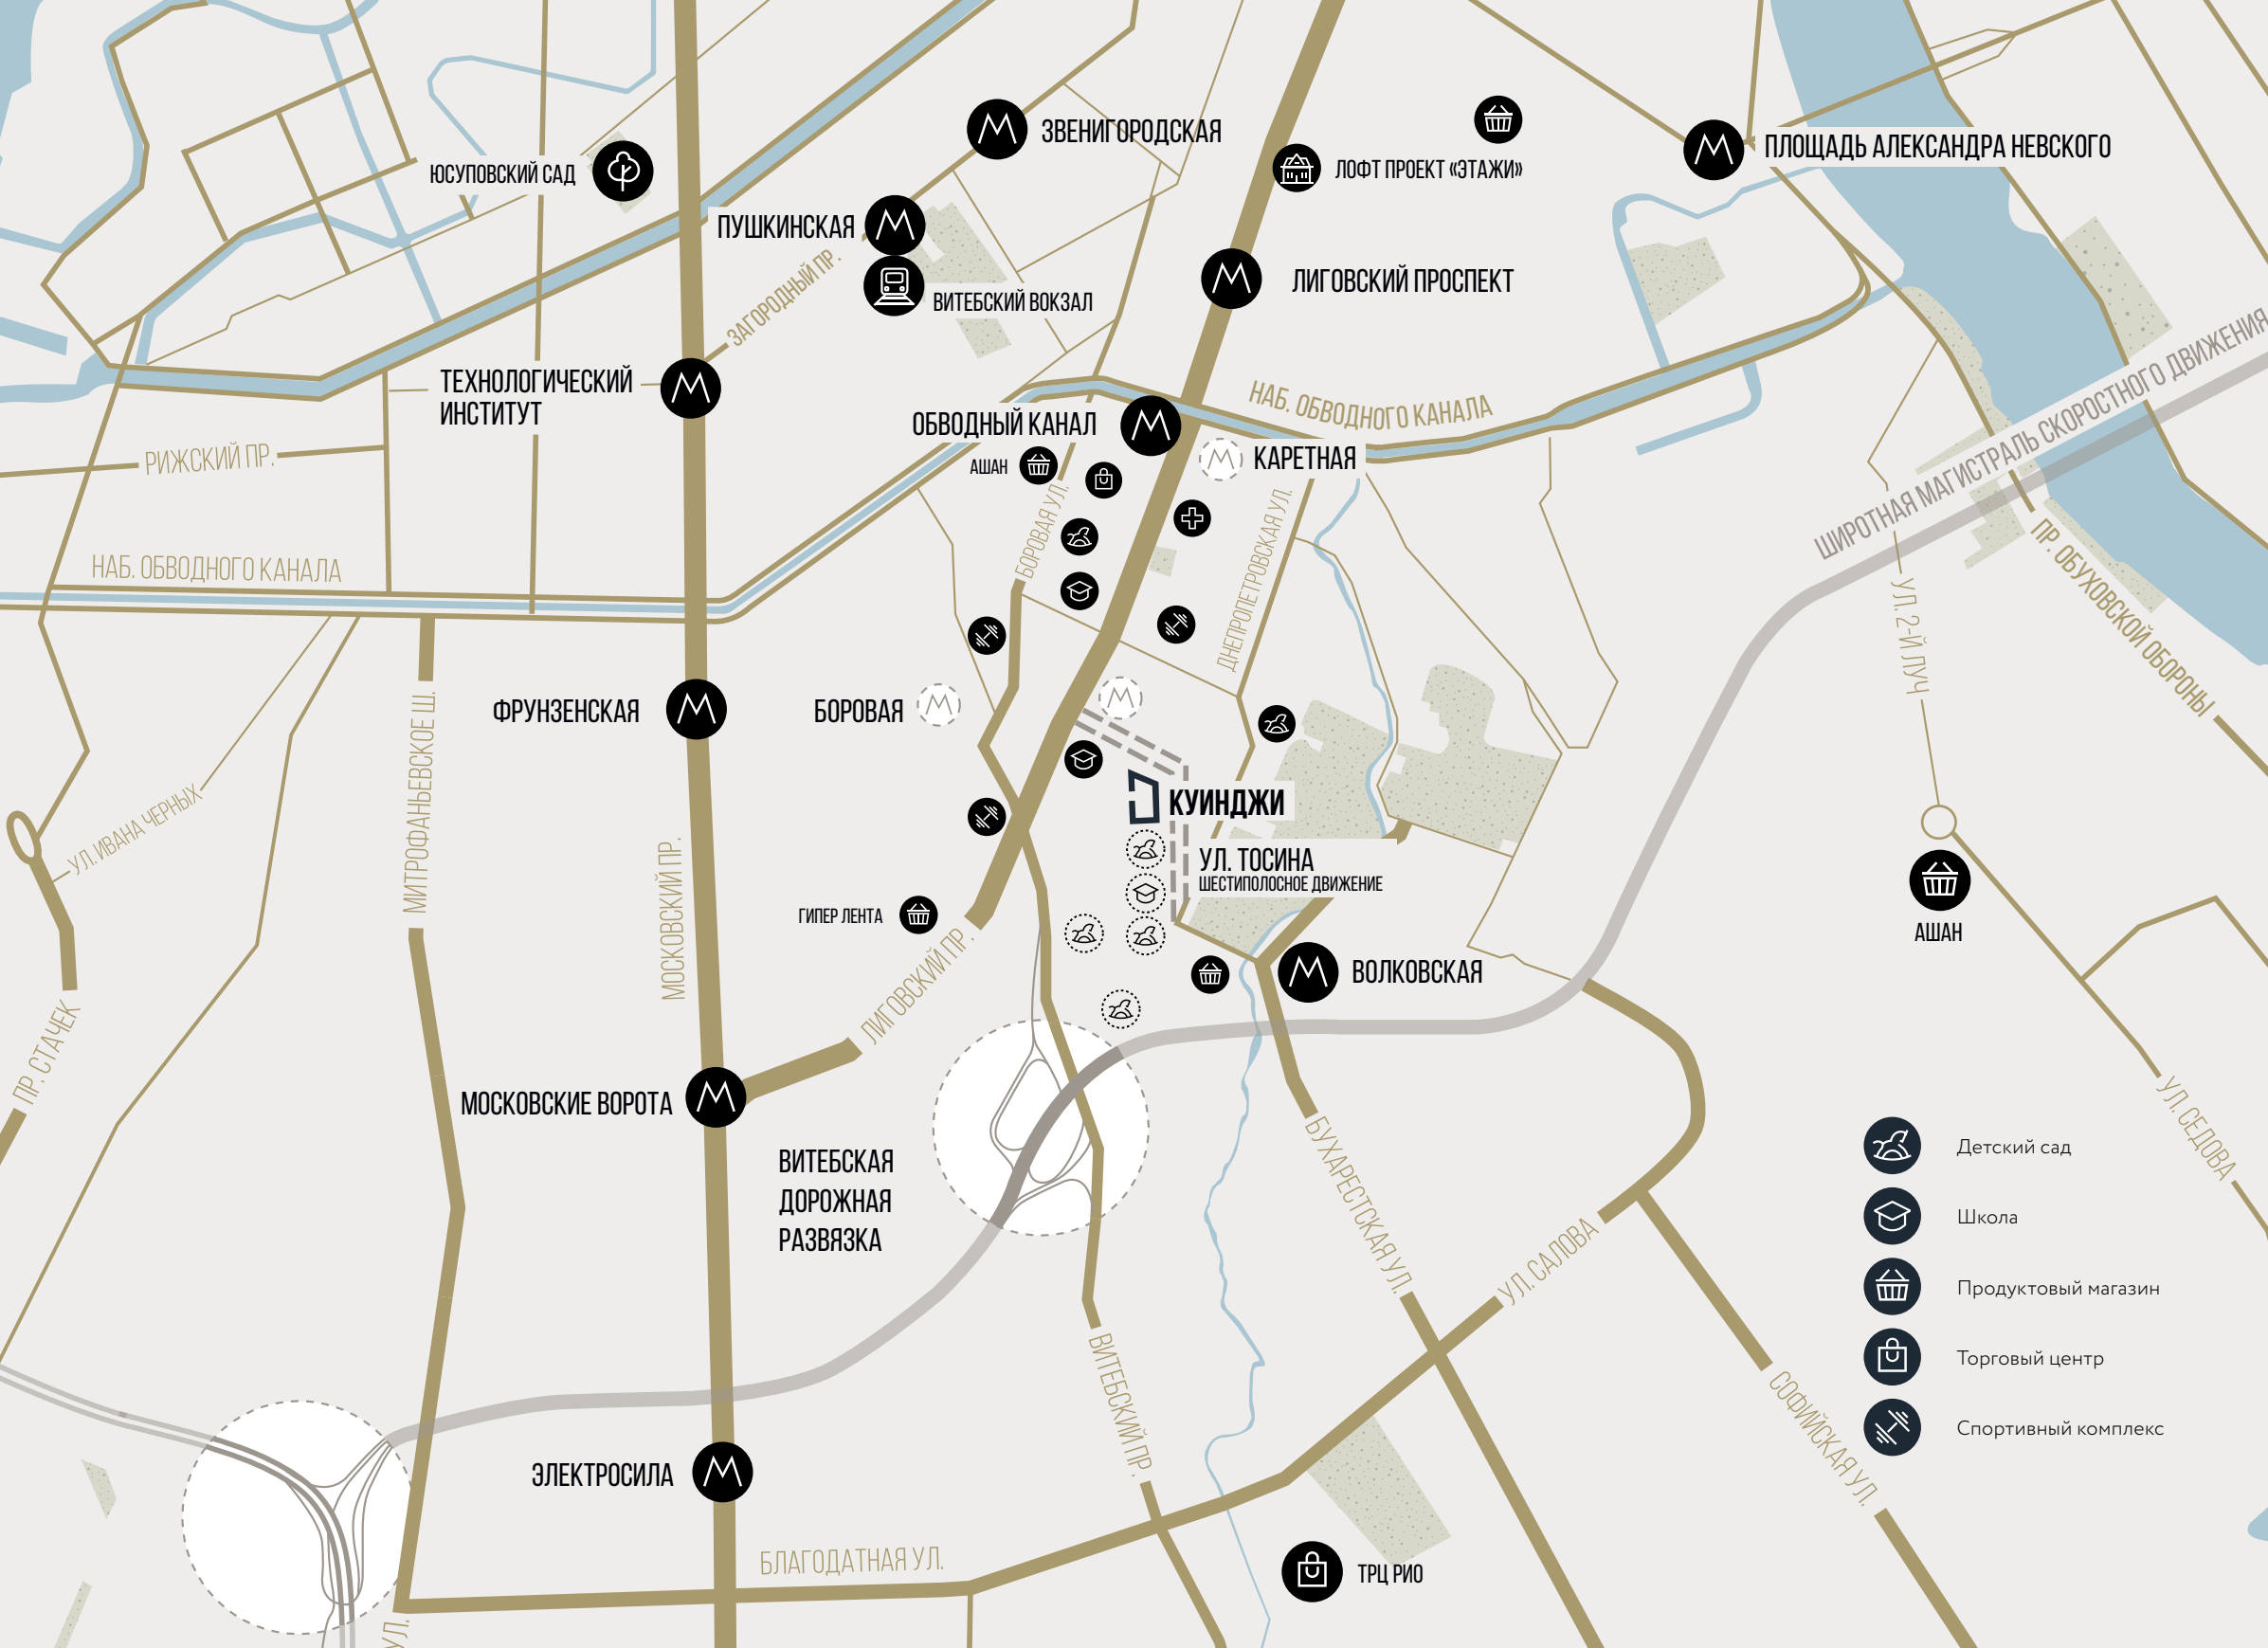 ЗВЕНИГОРОДСКАЯ
ПЛОЩАДЬ АЛЕКСАНДРА НЕВСКОГО
ЮСУПОВСКИЙ САД
ЛОФТ ПРОЕКТ «ЭТАЖИ»
ПУШКИНСКАЯ
ЗАГОРОДНЫЙ ПР.
ВИТЕБСКИЙ ВОКЗАЛ
ЛИГОВСКИЙ ПРОСПЕКТ
ТЕХНОЛОГИЧЕСКИЙ
ИНСТИТУТ
НАБ. ОБВОДНОГО КАНАЛА
ОБВОДНЫЙ КАНАЛ
ШИРОТНАЯ МАГИСТРАЛЬ СКОРОСТНОГО ДВИЖЕНИЯ
РИЖСКИЙ ПР.
АШАН
КАРЕТНАЯ
БОРОВАЯ УЛ.
ДНЕПРОПЕТРОВСКАЯ УЛ.
НАБ. ОБВОДНОГО КАНАЛА
УЛ. 2-Й ЛУЧ
ПР. ОБУХОВСКОЙ ОБОРОНЫ
ФРУНЗЕНСКАЯ
БОРОВАЯ
МИТРОФАНЬЕВСКОЕ Ш.
УЛ. ИВАНА ЧЕРНЫХ
КУИНДЖИ
УЛ. ТОСИНА
ШЕСТИПОЛОСНОЕ ДВИЖЕНИЕ
МОСКОВСКИЙ ПР.
ГИПЕР ЛЕНТА
АШАН
ЛИГОВСКИЙ ПР.
ВОЛКОВСКАЯ
ПР. СТАЧЕК
МОСКОВСКИЕ ВОРОТА
ВИТЕБСКАЯ
ДОРОЖНАЯ
РАЗВЯЗКА
БУХАРЕСТСКАЯ УЛ.
УЛ. САЛОВА
УЛ. СЕДОВА
Детский сад
Школа
Продуктовый магазин
Торговый центр
Спортивный комплекс
ВИТЕБСКИЙ ПР.
СОФИЙСКАЯ УЛ.
ЭЛЕКТРОСИЛА
БЛАГОДАТНАЯ УЛ.
ТРЦ РИО
УЛ.